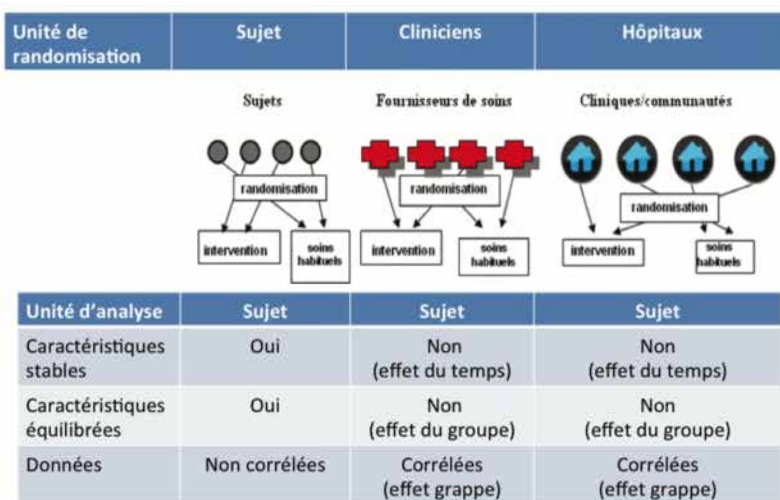 Unité de randomisation Sujet Cliniciens Hôpitaux
Sujets Fournisseurs de soins Cliniques/communautés
randomisation randomisation randomisation
intervention soins habituels intervention soins habituels intervention soins habituels
Unité d'analyse Sujet Sujet Sujet
Caractéristiques stables Oui Non (effet du temps) Non (effet du temps)
Caractéristiques équilibrées Oui Non (effet du groupe) Non (effet du groupe)
Données Non corrélées Corrélées (effet grappe) Corrélées (effet grappe)